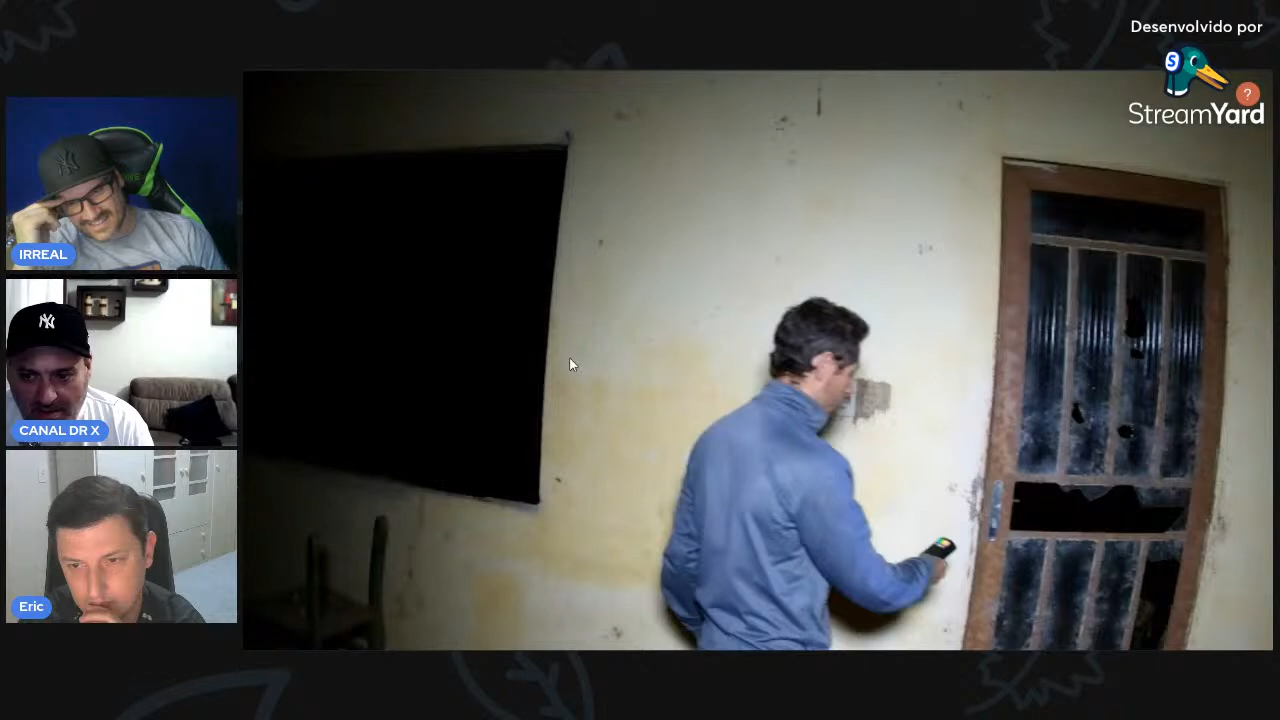 Desenvolvido por
S
?
StreamYard
IRREAL
CANAL DR X
Eric